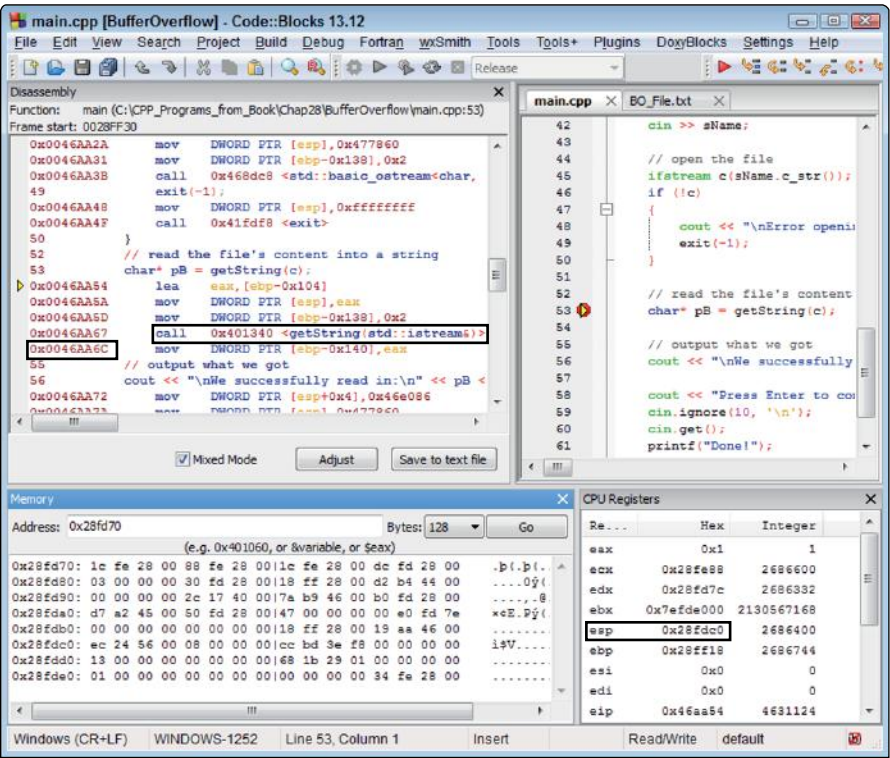 main.cpp [BufferOverflow] - Code::Blocks 13.12
File Edit View Search Project Build Debug Fortran wxSmith Tools Tools+ Plugins DoxyBlocks Settings Help
Release
Disassembly
Function: main (C:\CPP_Programs_from_Book\Chap28\BufferOverflow\main.cpp:53)
Frame start: 0028FF30
0x0046AA2A mov DWORD PTR [esp],0x477860
0x0046AA31 mov DWORD PTR [ebp-0x138],0x2
0x0046AA3B call 0x468dc8 <std::basic_ostream<char,
49 exit(-1);
0x0046AA48 mov DWORD PTR [esp],0xffffffff
0x0046AA4F call 0x41fdf8 <exit>
50 }
52 // read the file's content into a string
53 char* pB = getString(c);
0x0046AA54 lea eax,[ebp-0x104]
0x0046AA5A mov DWORD PTR [esp],eax
0x0046AA5D mov DWORD PTR [ebp-0x138],0x2
0x0046AA67 call 0x401340 <getString(std::istream&)>
0x0046AA6C mov DWORD PTR [ebp-0x140],eax
55 // output what we got
56 cout << "\nWe successfully read in:\n" << pB <
0x0046AA72 mov DWORD PTR [esp+0x4],0x46e086
Mixed Mode Adjust Save to text file
main.cpp BO_File.txt
42 cin >> sName;
43
44 // open the file
45 ifstream c(sName.c_str());
46 if (!c)
47 {
48 cout << "\nError openi
49 exit(-1);
50 }
51
52 // read the file's content
53 char* pB = getString(c);
54
55 // output what we got
56 cout << "\nWe successfully
57
58 cout << "Press Enter to co
59 cin.ignore(10, '\n');
60 cin.get();
61 printf("Done!");
Memory
Address: 0x28fd70 Bytes: 128 Go
(e.g. 0x401060, or &variable, or $eax)
0x28fd70: 1c fe 28 00 88 fe 28 00|1c fe 28 00 dc fd 28 00 .þ(.þ(..
0x28fd80: 03 00 00 00 30 fd 28 00|18 ff 28 00 d2 b4 44 00 ....0ý(.
0x28fd90: 00 00 00 00 2c 17 40 00|7a b9 46 00 b0 fd 28 00 ....,.@.
0x28fda0: d7 a2 45 00 50 fd 28 00|47 00 00 00 00 e0 fd 7e ×¢E.Pý(.
0x28fdb0: 00 00 00 00 00 00 00 00|18 ff 28 00 19 aa 46 00 ........
0x28fdc0: ec 24 56 00 08 00 00 00|cc bd 3e f8 00 00 00 00 ì$V.....
0x28fdd0: 13 00 00 00 00 00 00 00|68 1b 29 01 00 00 00 00 ........
0x28fde0: 01 00 00 00 00 00 00 00|00 00 00 00 34 fe 28 00 ........
CPU Registers
Re... Hex Integer
eax 0x1 1
ecx 0x28fe88 2686600
edx 0x28fd7c 2686332
ebx 0x7efde000 2130567168
esp 0x28fdc0 2686400
ebp 0x28ff18 2686744
esi 0x0 0
edi 0x0 0
eip 0x46aa54 4631124
Windows (CR+LF) WINDOWS-1252 Line 53, Column 1 Insert Read/Write default